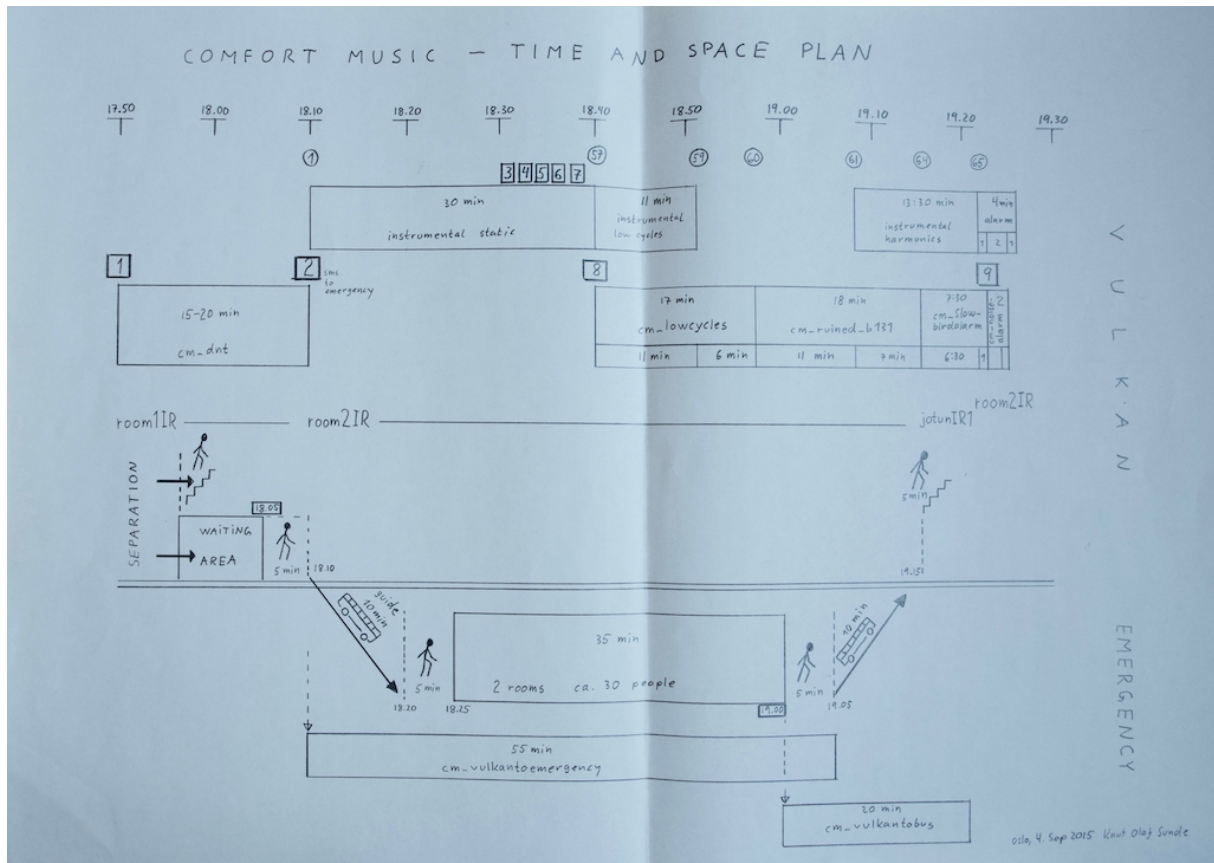 COMFORT MUSIC – TIME AND SPACE PLAN
17.50 18.00 18.10 18.20 18.30 18.40 18.50 19.00 19.10 19.20 19.30
1 57 59 60 61 64 65
3 4 5 6 7
30 min
instrumental static
11 min
instrumental
low cycles
13:30 min
instrumental
harmonics
4 min
alarm
1 2 1
VULKAN
1
2
sms
to
emergency
8
9
15-20 min
cm_dnt
17 min
cm_lowcycles
18 min
cm_ruined_b131
7:30
cm_slow-
birdalarm
cm_noise-
alarm 2
11 min 6 min 11 min 7 min 6:30 1 1
room1IR room2IR jotunIR1 room2IR
SEPARATION
18.05
WAITING
AREA
5 min
18.10
5 min
19.15
guide
10 min
5 min
18.20
18.25
35 min
2 rooms ca. 30 people
19.00
5 min
19.05
10 min
EMERGENCY
55 min
cm_vulkantoemergency
20 min
cm_vulkantobus
Oslo, 4. Sep 2015 Knut Olaf Sunde